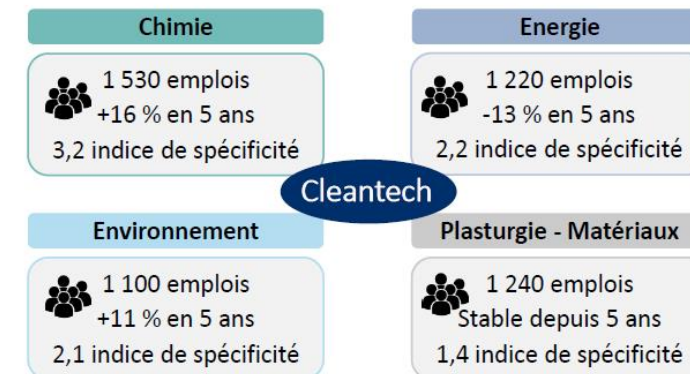 Chimie
1 530 emplois
+16 % en 5 ans
3,2 indice de spécificité
Energie
1 220 emplois
-13 % en 5 ans
2,2 indice de spécificité
Cleantech
Environnement
1 100 emplois
+11 % en 5 ans
2,1 indice de spécificité
Plasturgie - Matériaux
1 240 emplois
Stable depuis 5 ans
1,4 indice de spécificité